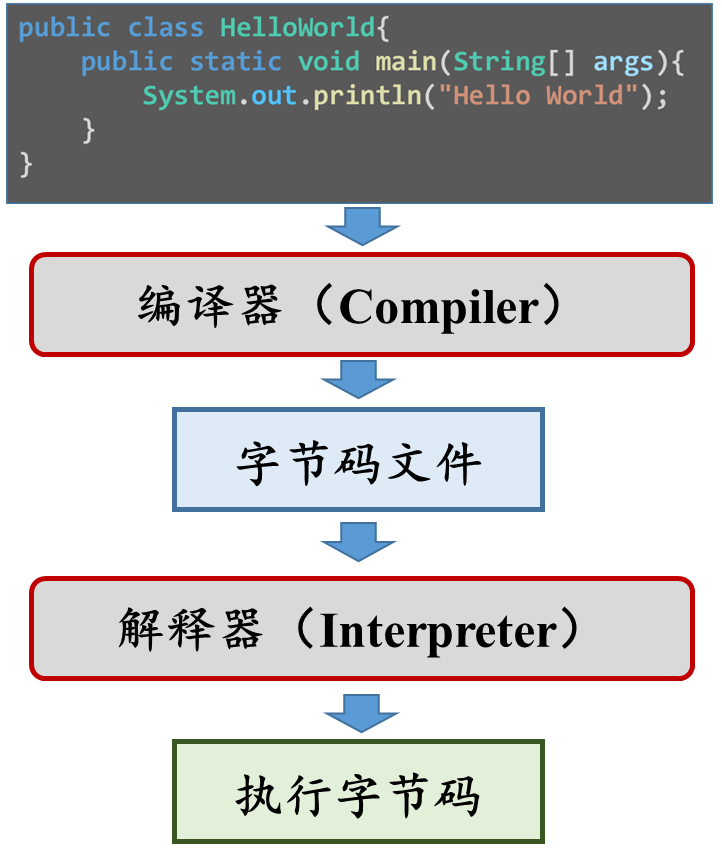 public class HelloWorld{
    public static void main(String[] args){
        System.out.println("Hello World");
    }
}
编译器（Compiler）
字节码文件
解释器（Interpreter）
执行字节码